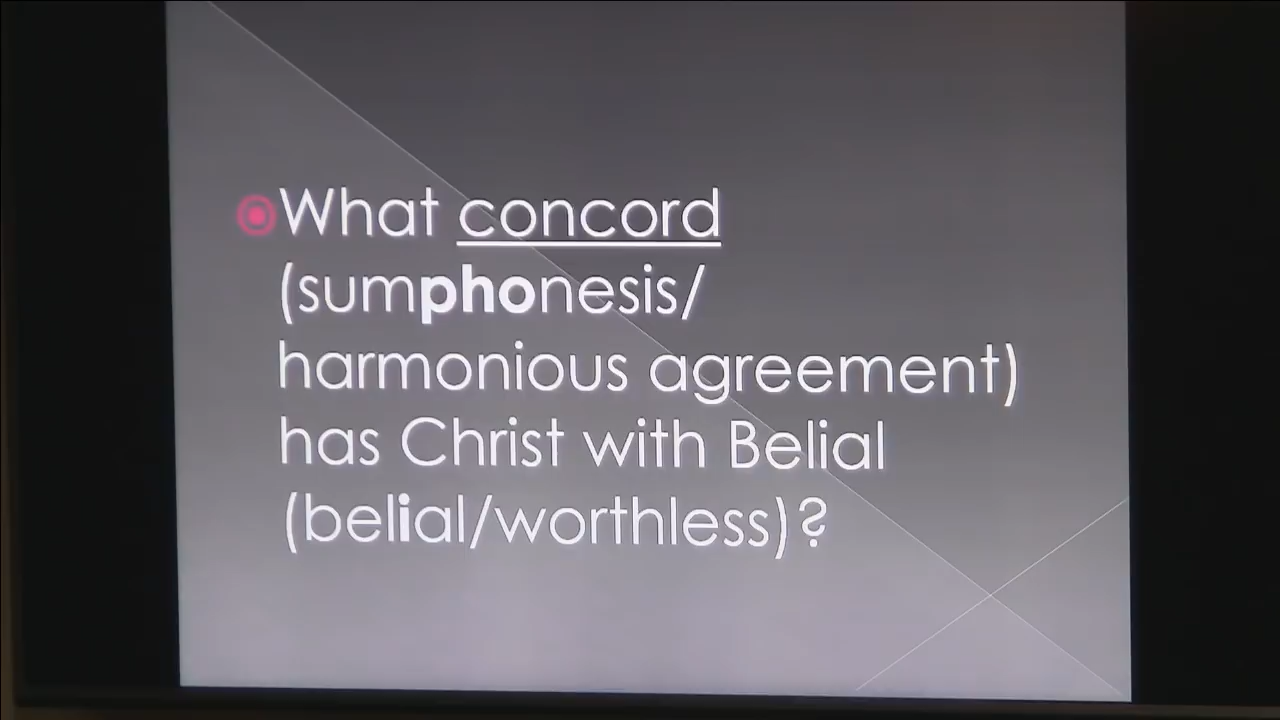 What concord
(sumphonesis/
harmonious agreement)
has Christ with Belial
(belial/worthless)?